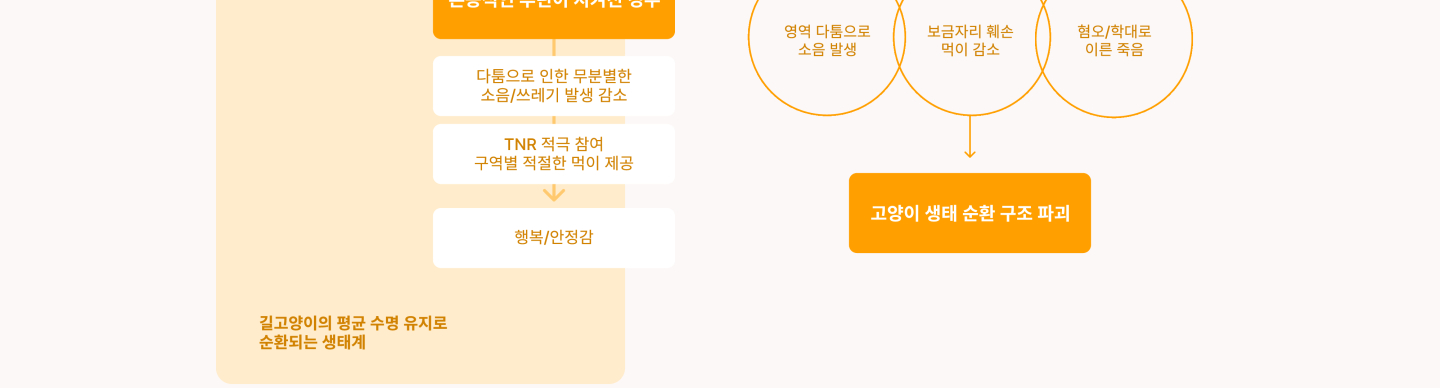 다툼으로 인한 무분별한
소음/쓰레기 발생 감소
TNR 적극 참여
구역별 적절한 먹이 제공
행복/안정감
길고양이의 평균 수명 유지로
순환되는 생태계
영역 다툼으로
소음 발생
보금자리 훼손
먹이 감소
혐오/학대로
이른 죽음
고양이 생태 순환 구조 파괴